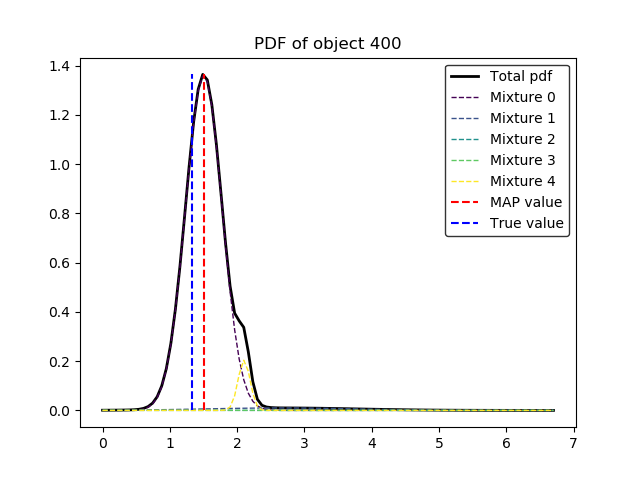 PDF of object 400
1.4
1.2
1.0
0.8
0.6
0.4
0.2
0.0
0 1 2 3 4 5 6 7
Total pdf
Mixture 0
Mixture 1
Mixture 2
Mixture 3
Mixture 4
MAP value
True value